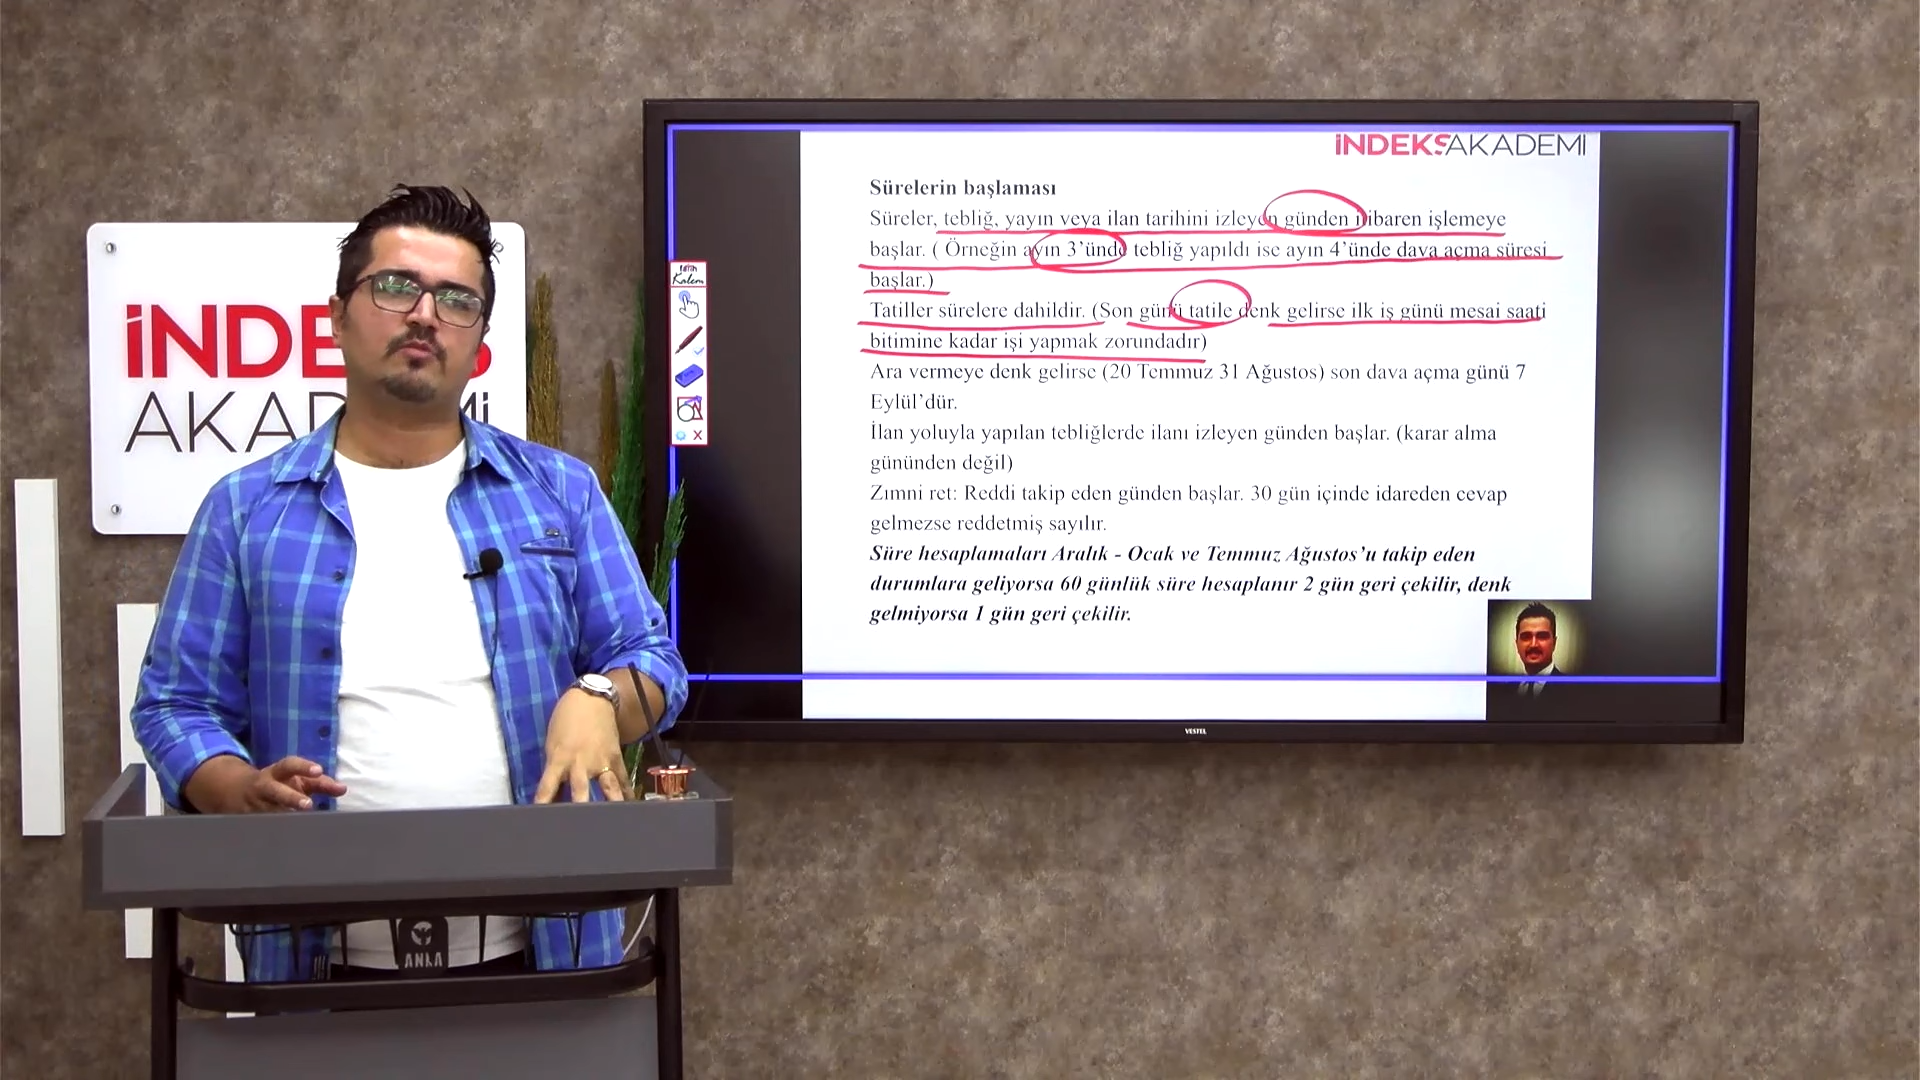 İNDEKS AKADEMİ
Sürelerin başlaması
Süreler, tebliğ, yayın veya ilan tarihini izleyen günden itibaren işlemeye
başlar. ( Örneğin ayın 3’ünde tebliğ yapıldı ise ayın 4’ünde dava açma süresi
başlar.)
Tatiller sürelere dahildir. (Son günü tatile denk gelirse ilk iş günü mesai saati
bitimine kadar işi yapmak zorundadır)
Ara vermeye denk gelirse (20 Temmuz 31 Ağustos) son dava açma günü 7
Eylül’dür.
İlan yoluyla yapılan tebliğlerde ilanı izleyen günden başlar. (karar alma
gününden değil)
Zımni ret: Reddi takip eden günden başlar. 30 gün içinde idareden cevap
gelmezse reddetmiş sayılır.
Süre hesaplamaları Aralık - Ocak ve Temmuz Ağustos’u takip eden
durumlara geliyorsa 60 günlük süre hesaplanır 2 gün geri çekilir, denk
gelmiyorsa 1 gün geri çekilir.
Kalem
VESTEL
ANKA